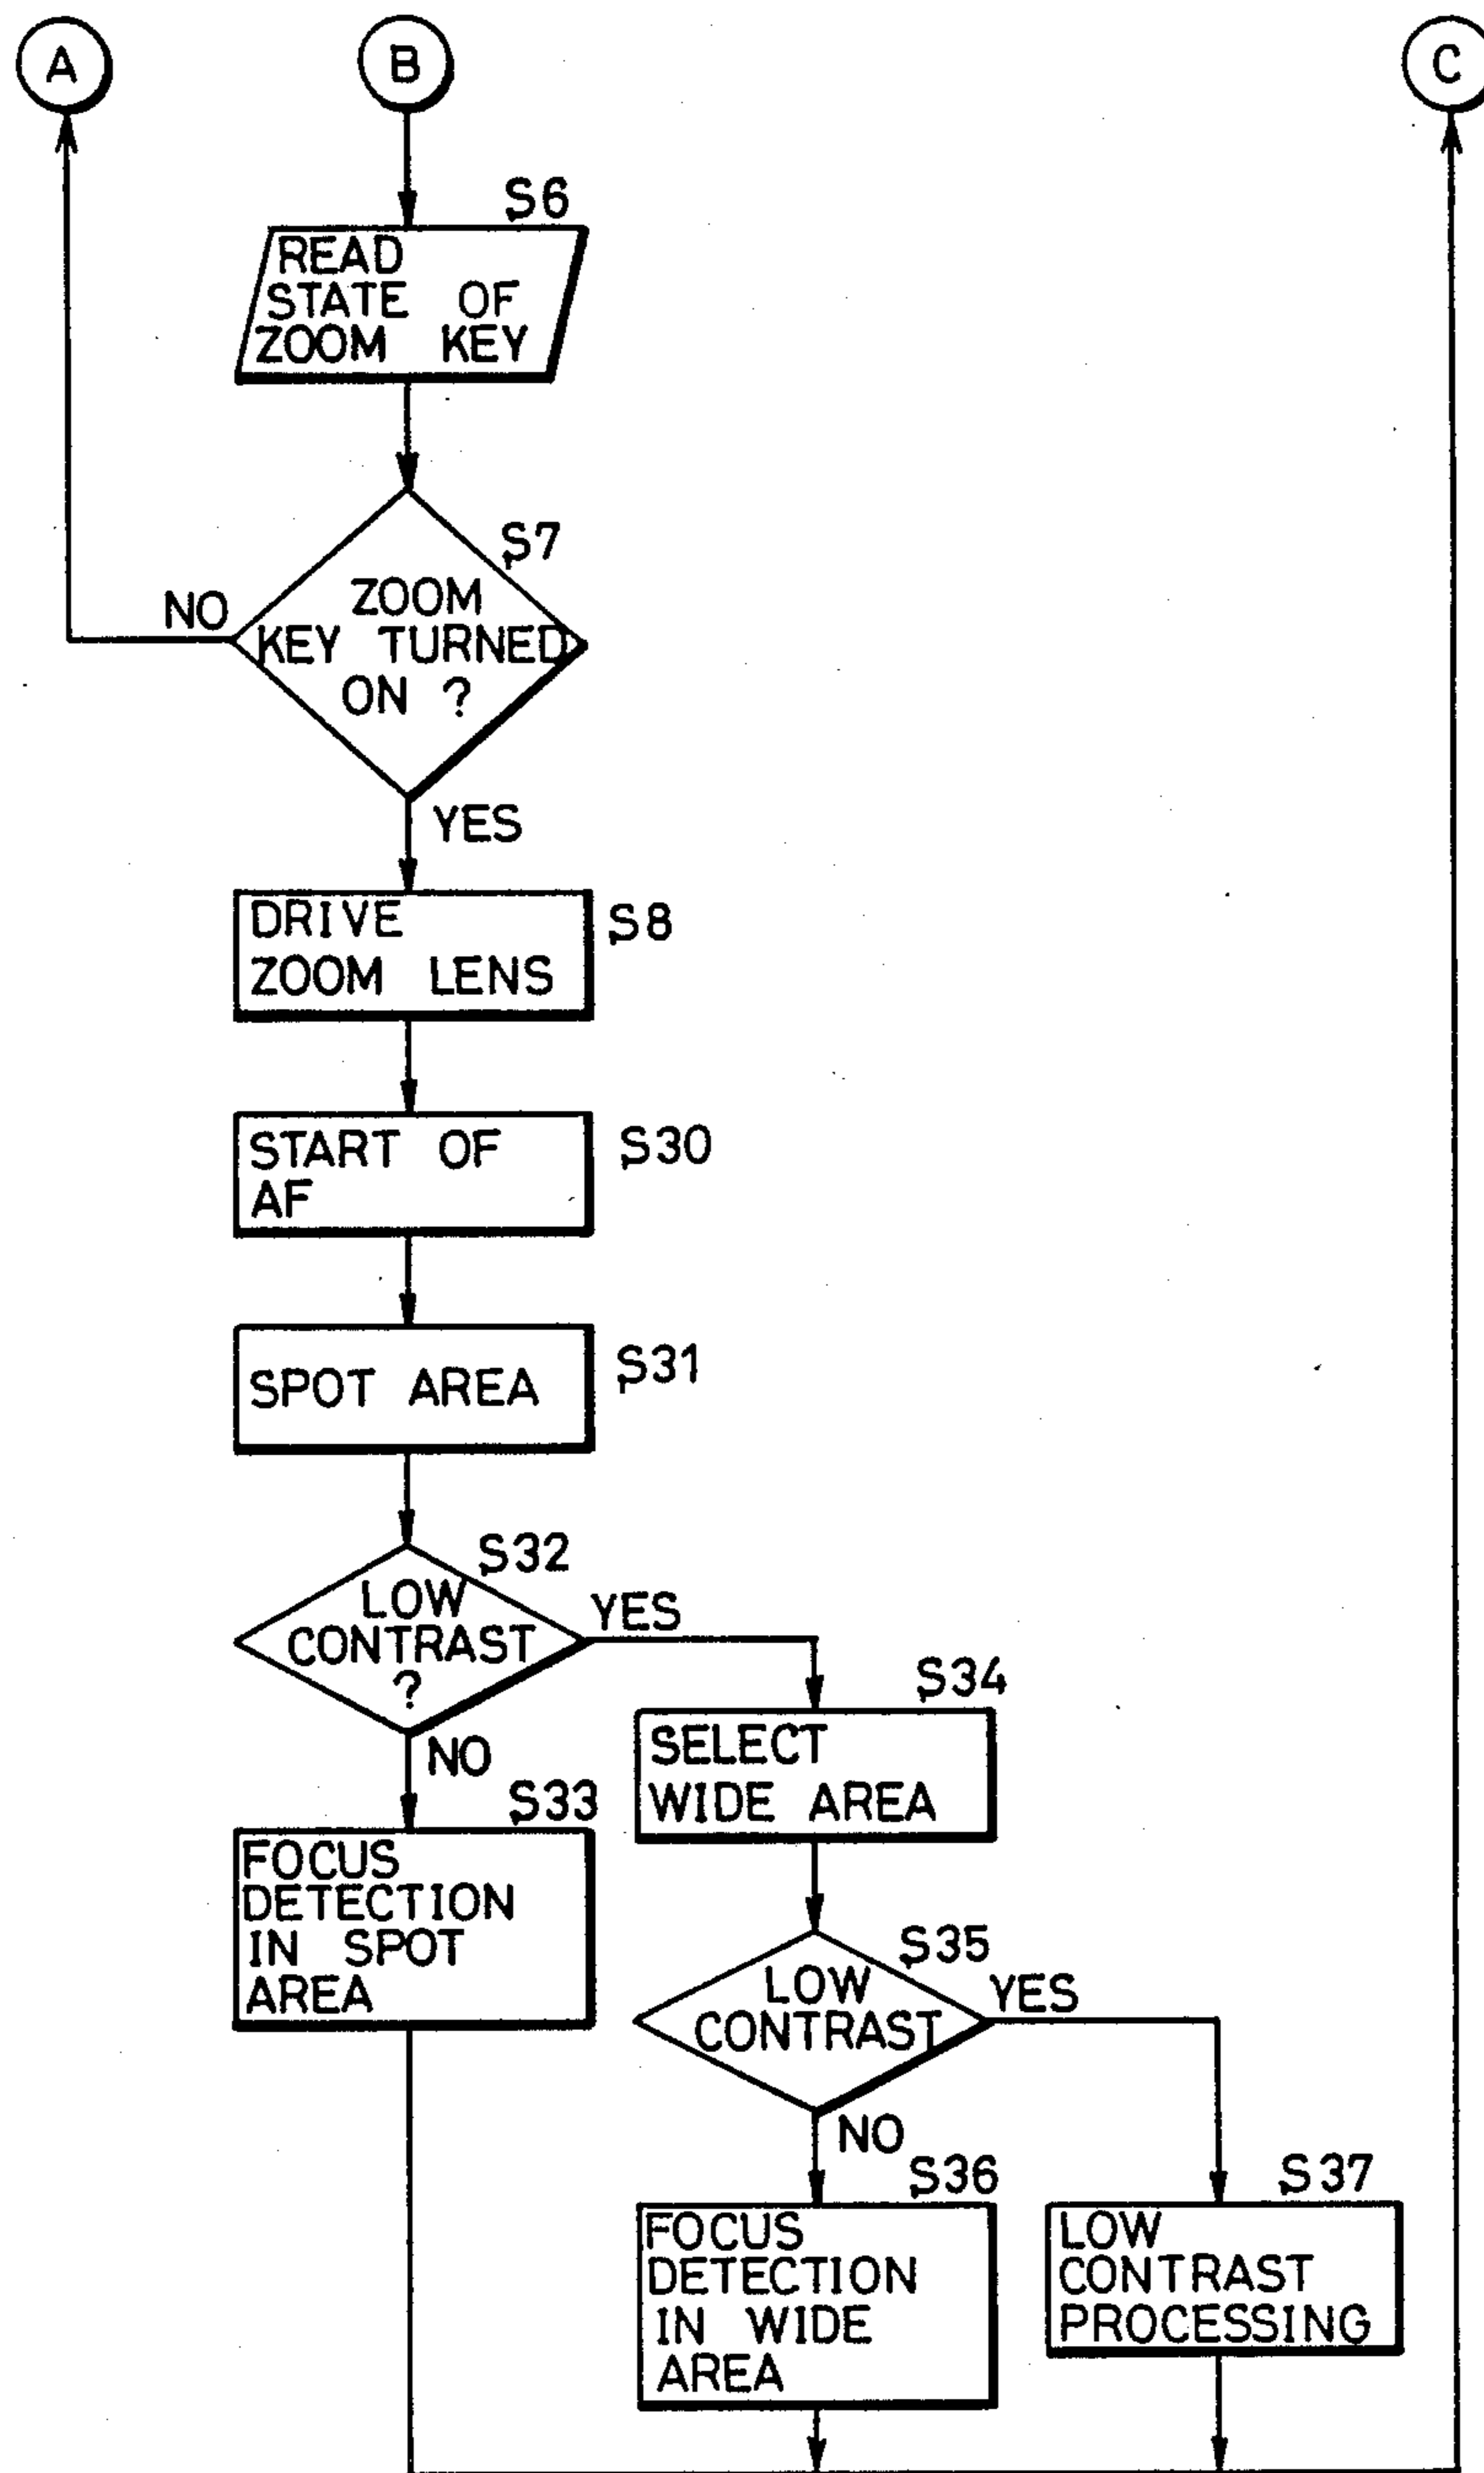 A
B
C
S6
READ
STATE OF
ZOOM KEY
S7
ZOOM
KEY TURNED
ON ?
NO
YES
DRIVE
ZOOM LENS
S8
START OF
AF
S30
SPOT AREA
S31
S32
LOW
CONTRAST
?
YES
NO
S33
FOCUS
DETECTION
IN SPOT
AREA
S34
SELECT
WIDE AREA
S35
LOW
CONTRAST
YES
NO
S36
FOCUS
DETECTION
IN WIDE
AREA
S37
LOW
CONTRAST
PROCESSING